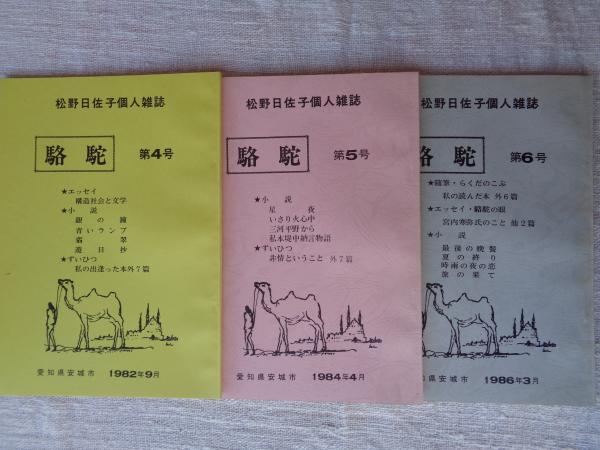 松野日佐子個人雑誌
駱駝 第4号
★エッセイ
構造社会と文学
★小説
銀の鐘
青いランプ
翡翠
遊目抄
★ずいひつ
私の出逢った本外7篇
愛知県安城市 1982年9月
松野日佐子個人雑誌
駱駝 第5号
★小説
星夜
いさり火心中
三河平野から
私本堤中納言物語
★ずいひつ
非情ということ 外7篇
愛知県安城市 1984年4月
松野日佐子個人雑誌
駱駝 第6号
★随筆・らくだのこぶ
私の読んだ本 外6篇
★エッセイ・駱駝の眼
宮内寒弥氏のこと 他2篇
★小説
最後の晩餐
夏の終り
時雨の夜の恋
旅の果て
愛知県安城市 1986年3月